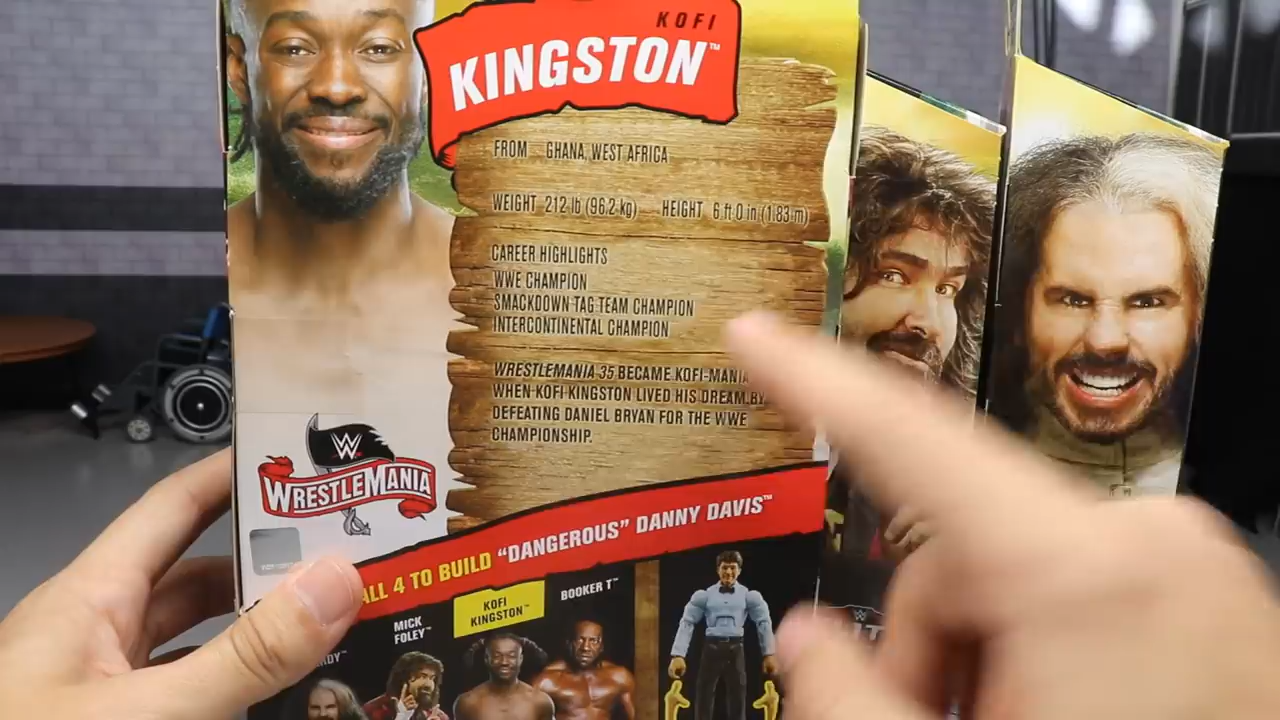 KOFI
KINGSTON™
FROM GHANA, WEST AFRICA
WEIGHT 212 lb (96.2 kg) HEIGHT 6 ft 0 in (1.83 m)
CAREER HIGHLIGHTS
WWE CHAMPION
SMACKDOWN TAG TEAM CHAMPION
INTERCONTINENTAL CHAMPION
WRESTLEMANIA 35 BECAME KOFI-MANIA
WHEN KOFI KINGSTON LIVED HIS DREAM BY
DEFEATING DANIEL BRYAN FOR THE WWE
CHAMPIONSHIP.
W
WRESTLEMANIA
ALL 4 TO BUILD "DANGEROUS" DANNY DAVIS™
MICK
FOLEY™
KOFI
KINGSTON™
BOOKER T™